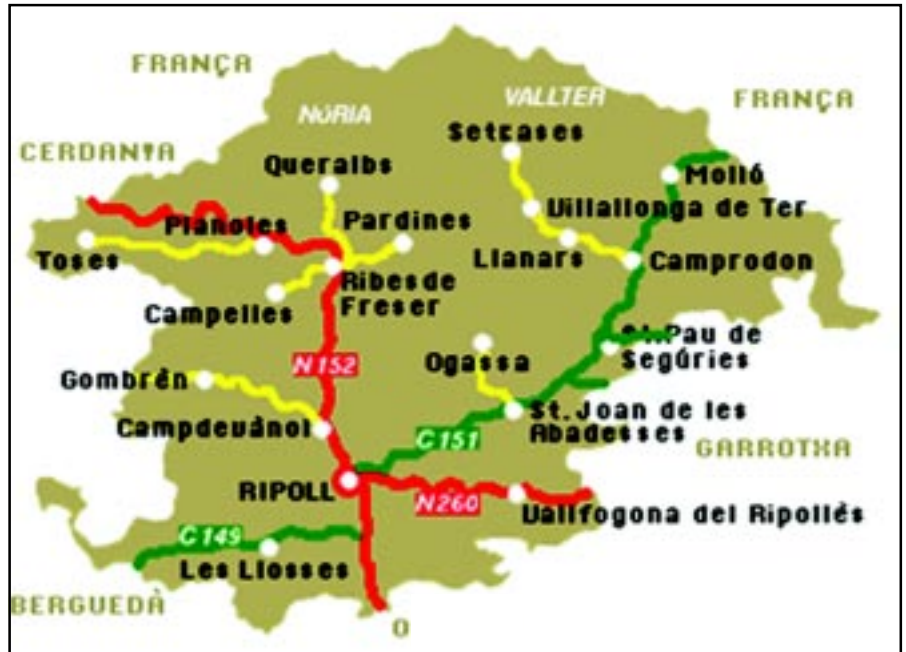 FRANÇA
VALLTER
FRANÇA
NÚRIA
Setcases
CERDANYA
Queralbs
Molló
Villallonga de Ter
Planoles
Pardines
Toses
Llanars
Camprodon
Ribes de
Freser
Campelles
St. Pau de
Segúries
N152
Ogassa
Gombrèn
St. Joan de les
Abadesses
Campdevànol
C151
GARROTXA
RIPOLL
N260
Vallfogona del Ripollès
C149
Les Llosses
BERGUEDÀ
O